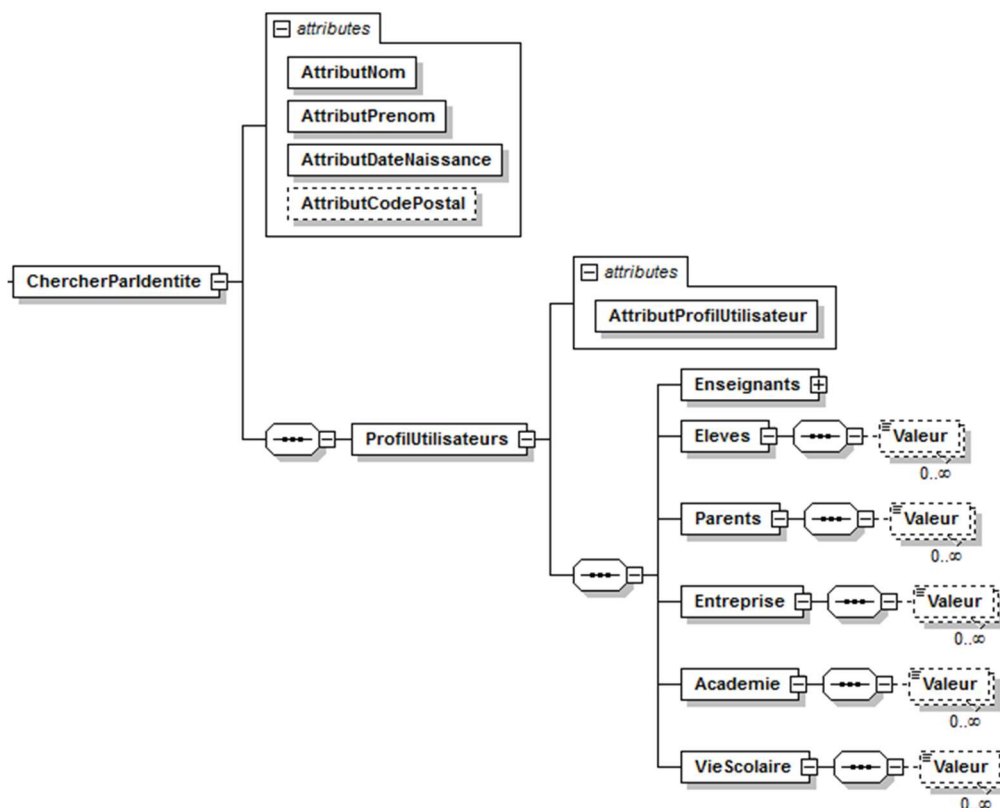 attributes
AttributNom
AttributPrenom
AttributDateNaissance
AttributCodePostal
ChercherParIdentite
attributes
AttributProfilUtilisateur
ProfilUtilisateurs
Enseignants
Eleves
Valeur
0..∞
Parents
Valeur
0..∞
Entreprise
Valeur
0..∞
Academie
Valeur
0..∞
VieScolaire
Valeur
0..∞